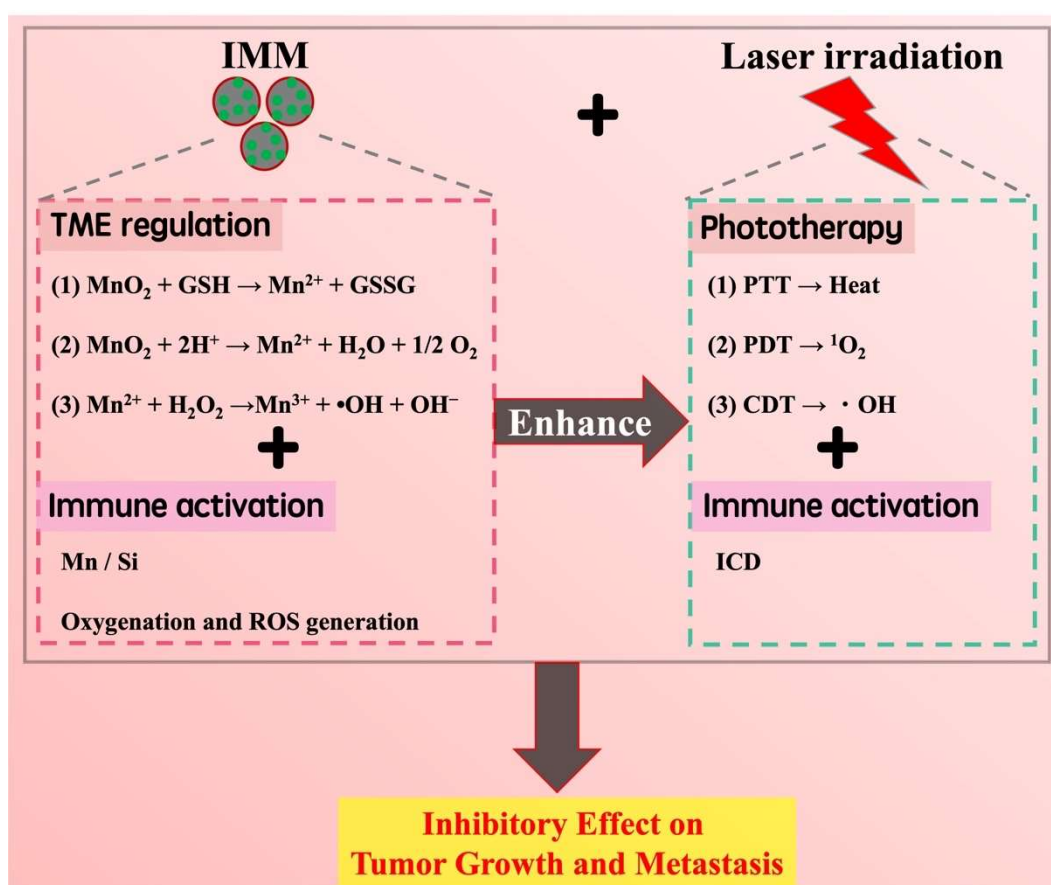 IMM
+
Laser irradiation
TME regulation
(1) MnO₂ + GSH → Mn²⁺ + GSSG
(2) MnO₂ + 2H⁺ → Mn²⁺ + H₂O + 1/2 O₂
(3) Mn²⁺ + H₂O₂ →Mn³⁺ + •OH + OH⁻
+
Immune activation
Mn / Si
Oxygenation and ROS generation
Enhance
Phototherapy
(1) PTT → Heat
(2) PDT → ¹O₂
(3) CDT → · OH
+
Immune activation
ICD
Inhibitory Effect on
Tumor Growth and Metastasis